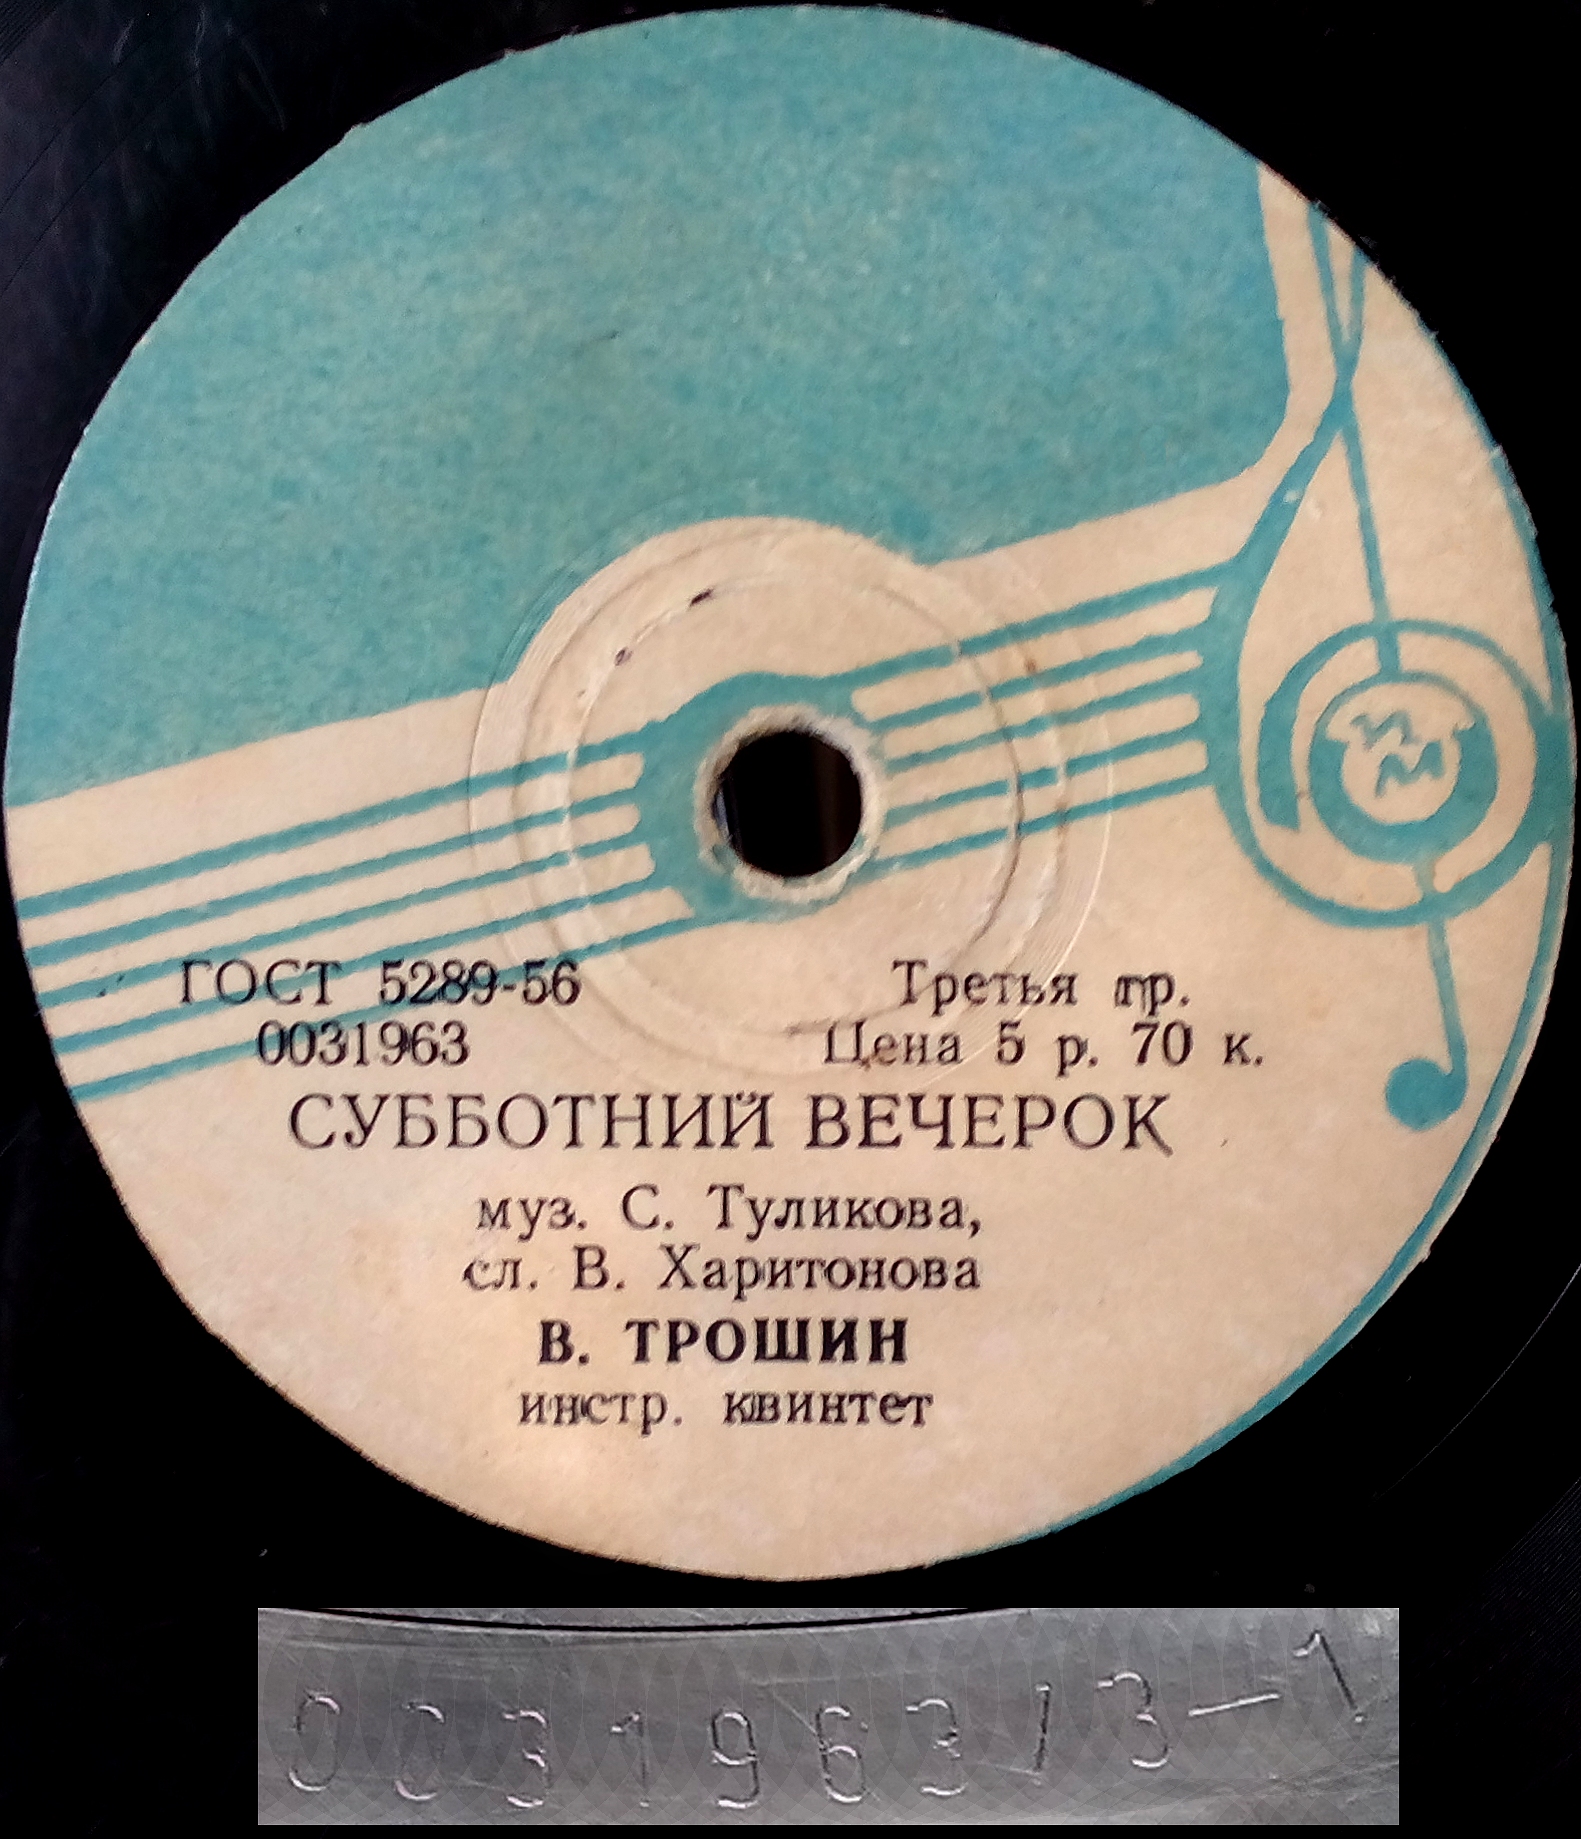 ИМ
ГОСТ 5289-56 Третья гр.
0031963 Цена 5 р. 70 к.
СУББОТНИЙ ВЕЧЕРОК
муз. С. Туликова,
сл. В. Харитонова
В. ТРОШИН
инстр. квинтет
0031963/3-1